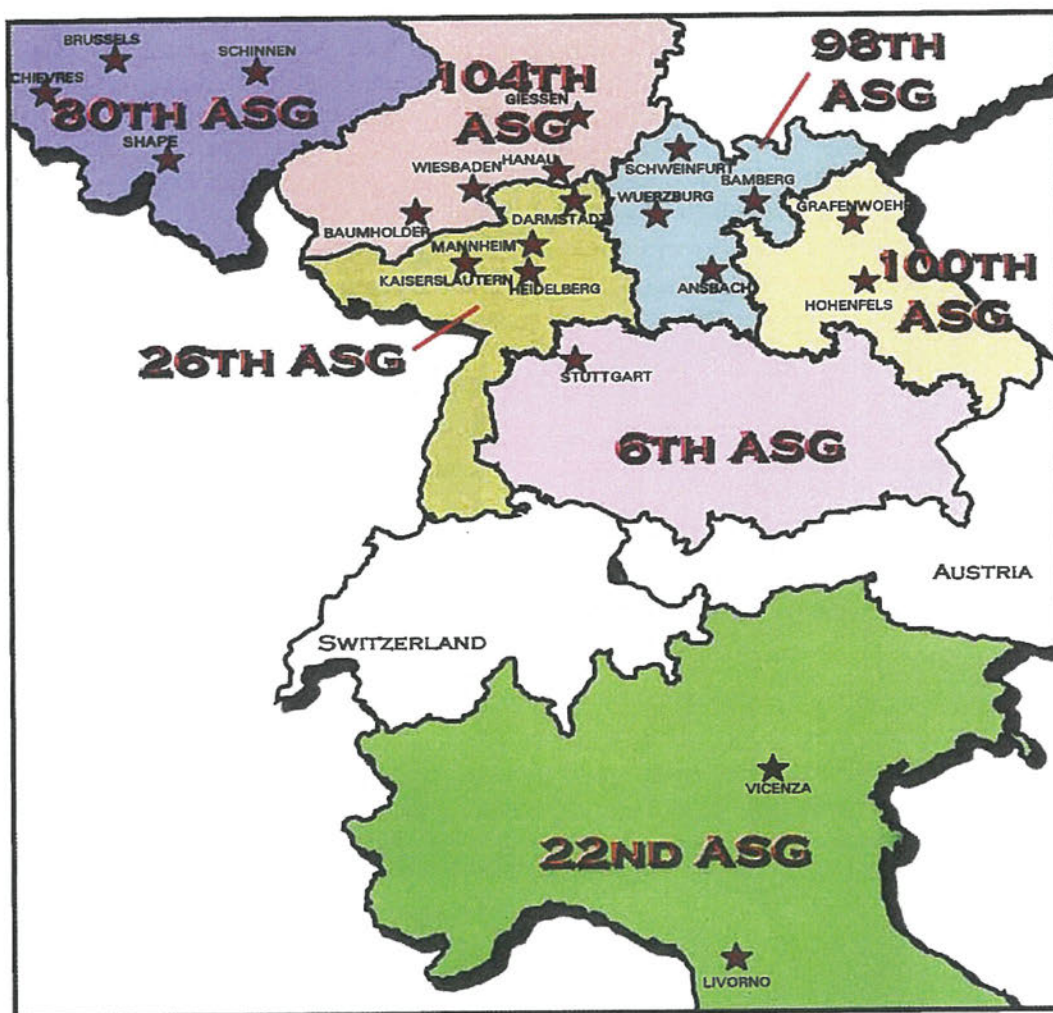 BRUSSELS
SCHINNEN
CHIEVRES
80TH ASG
SHAPE
104TH
ASG
GIESSEN
WIESBADEN
HANAU
BAUMHOLDER
98TH
ASG
SCHWEINFURT
WUERZBURG
BAMBERG
ANSBACH
DARMSTADT
MANNHEIM
KAISERSLAUTERN
HEIDELBERG
26TH ASG
GRAFENWOEHR
100TH
ASG
HOHENFELS
STUTTGART
6TH ASG
AUSTRIA
SWITZERLAND
VICENZA
22ND ASG
LIVORNO